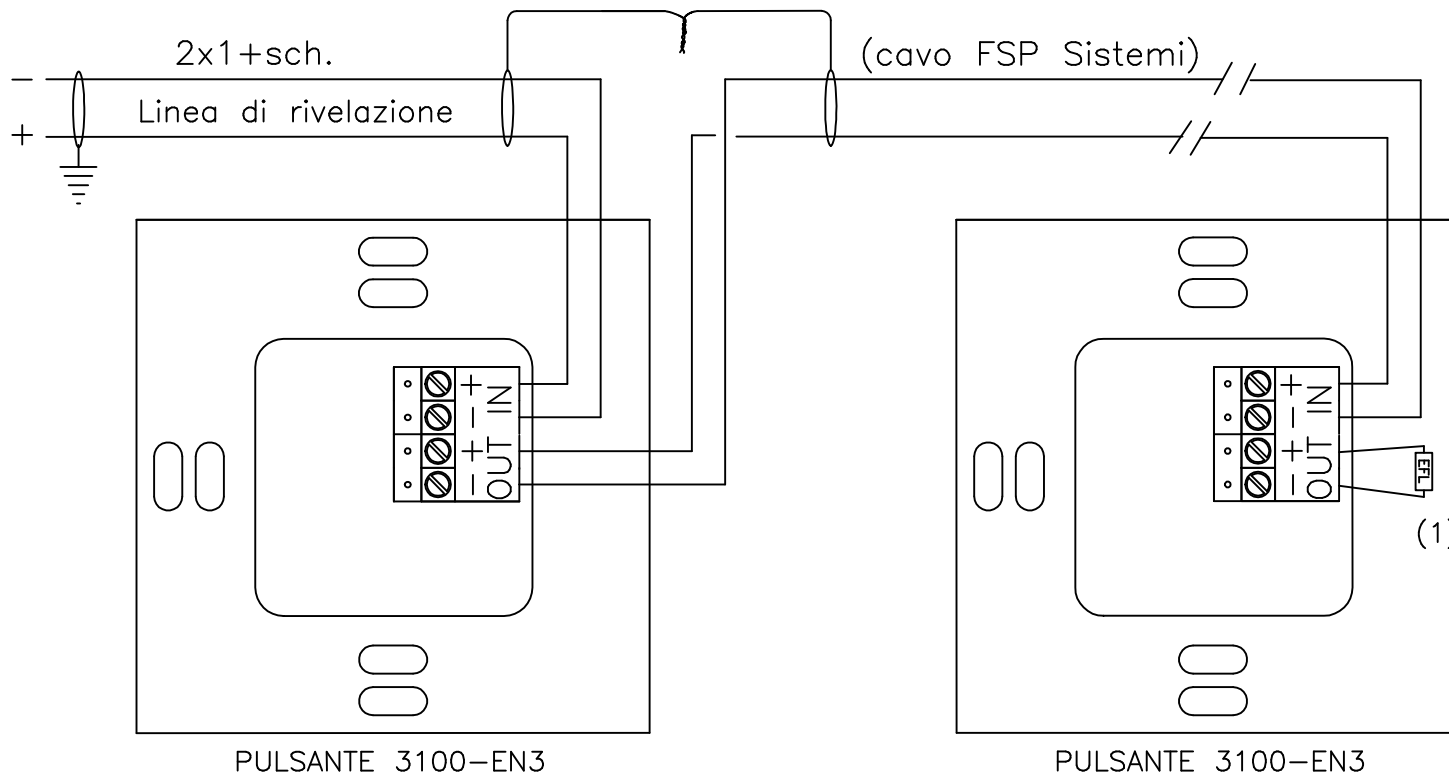 2x1+sch.
(cavo FSP Sistemi)
−
Linea di rivelazione
+
+
−
IN
+
−
OUT
+
−
IN
+
−
OUT
EFL
(1)
PULSANTE 3100−EN3
PULSANTE 3100−EN3